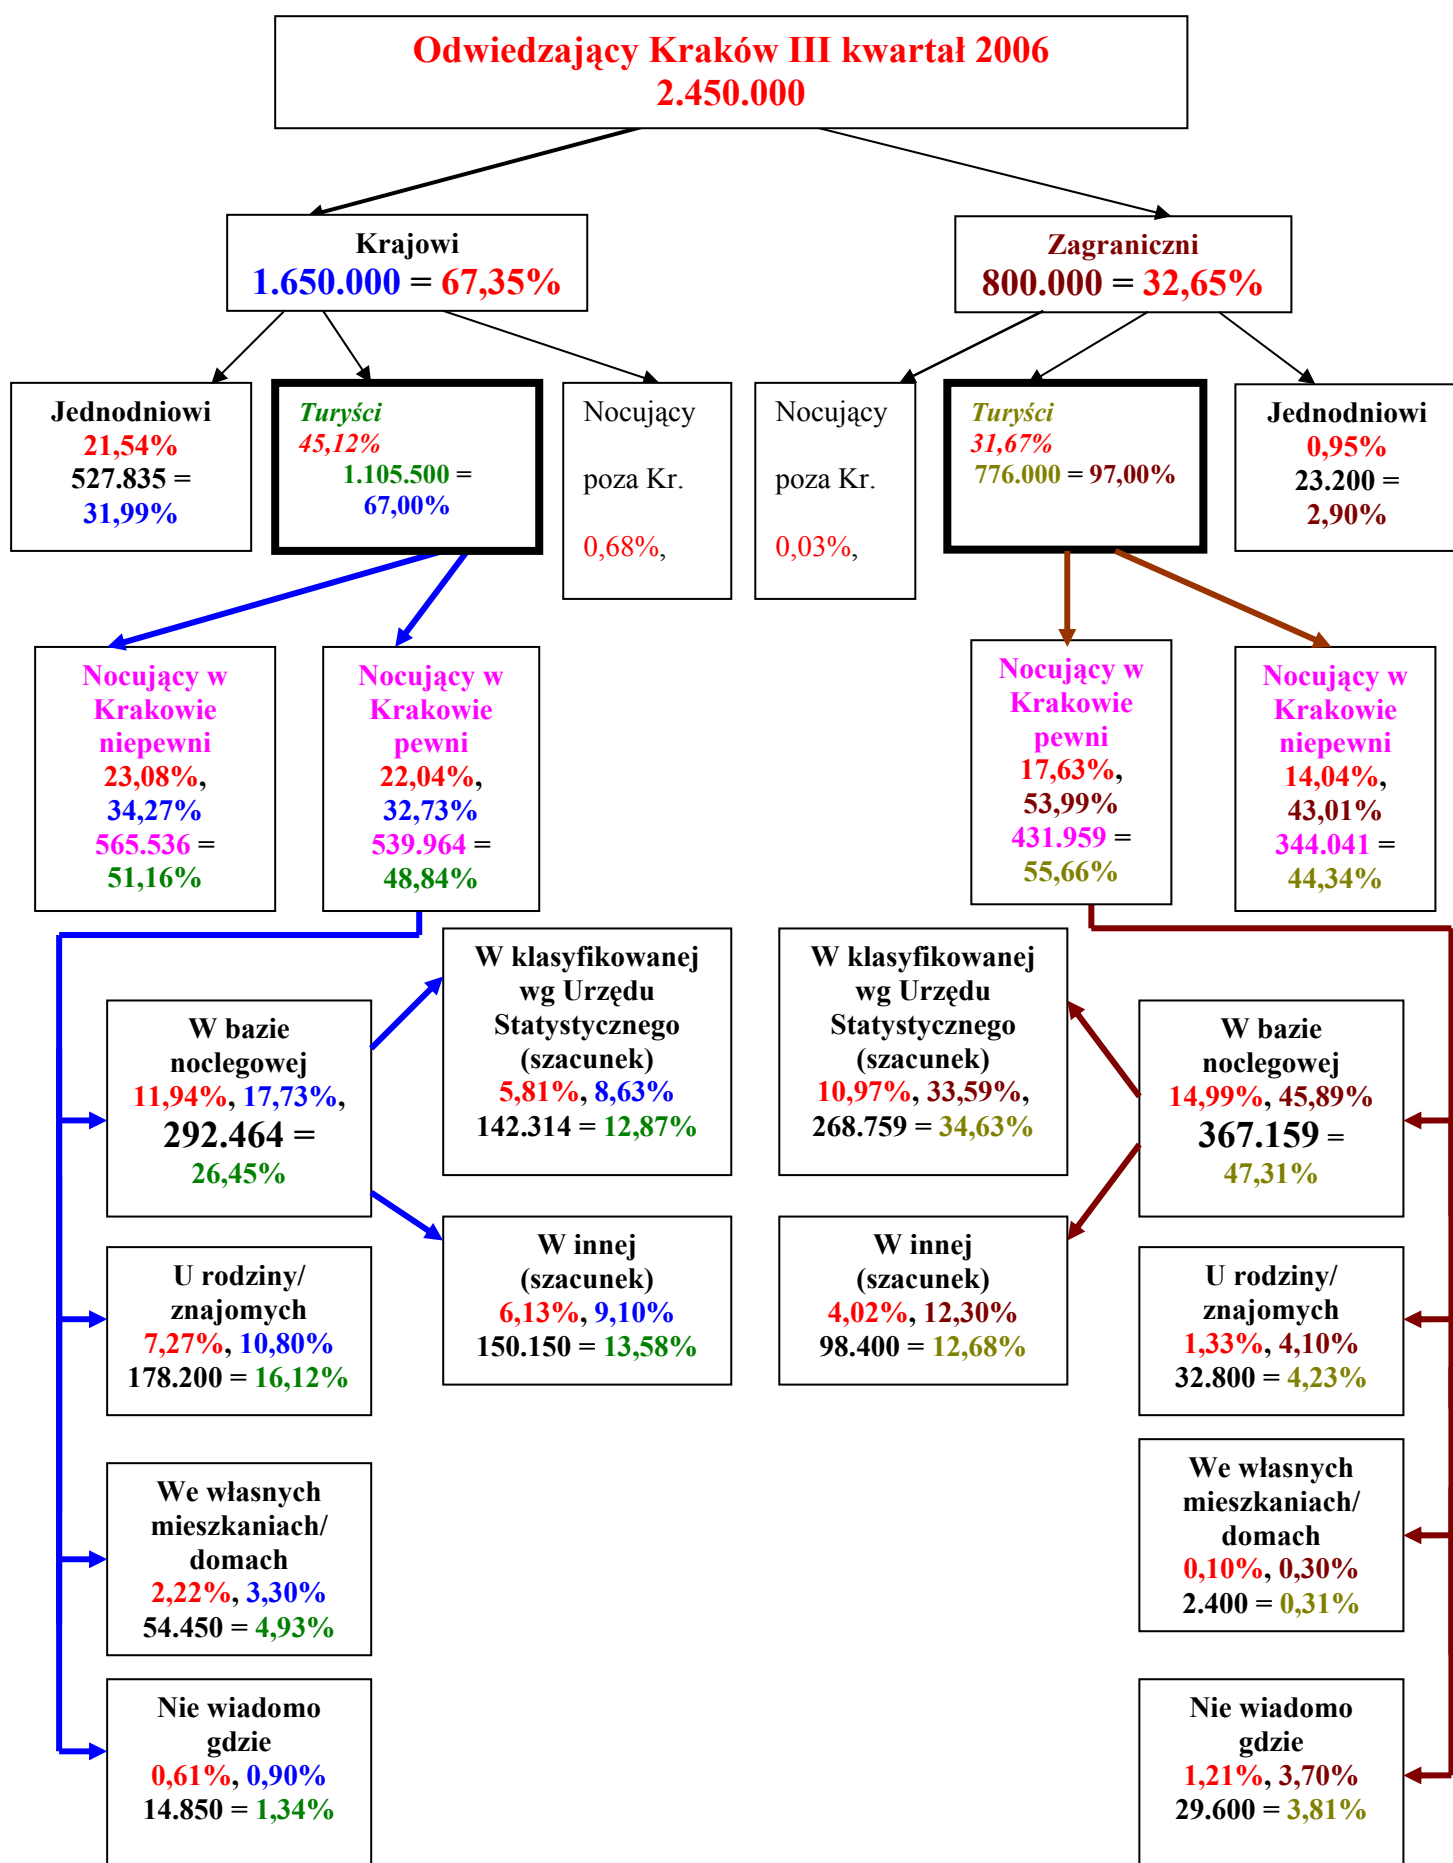 Odwiedzający Kraków III kwartał 2006
2.450.000
Krajowi
1.650.000 = 67,35%
Zagraniczni
800.000 = 32,65%
Jednodniowi
21,54%
527.835 =
31,99%
Turyści
45,12%
1.105.500 =
67,00%
Nocujący
poza Kr.
0,68%,
Nocujący
poza Kr.
0,03%,
Turyści
31,67%
776.000 = 97,00%
Jednodniowi
0,95%
23.200 =
2,90%
Nocujący w
Krakowie
niepewni
23,08%,
34,27%
565.536 =
51,16%
Nocujący w
Krakowie
pewni
22,04%,
32,73%
539.964 =
48,84%
Nocujący w
Krakowie
pewni
17,63%,
53,99%
431.959 =
55,66%
Nocujący w
Krakowie
niepewni
14,04%,
43,01%
344.041 =
44,34%
W bazie
noclegowej
11,94%, 17,73%,
292.464 =
26,45%
W klasyfikowanej
wg Urzędu
Statystycznego
(szacunek)
5,81%, 8,63%
142.314 = 12,87%
W klasyfikowanej
wg Urzędu
Statystycznego
(szacunek)
10,97%, 33,59%,
268.759 = 34,63%
W bazie
noclegowej
14,99%, 45,89%
367.159 =
47,31%
U rodziny/
znajomych
7,27%, 10,80%
178.200 = 16,12%
W innej
(szacunek)
6,13%, 9,10%
150.150 = 13,58%
W innej
(szacunek)
4,02%, 12,30%
98.400 = 12,68%
U rodziny/
znajomych
1,33%, 4,10%
32.800 = 4,23%
We własnych
mieszkaniach/
domach
2,22%, 3,30%
54.450 = 4,93%
We własnych
mieszkaniach/
domach
0,10%, 0,30%
2.400 = 0,31%
Nie wiadomo
gdzie
0,61%, 0,90%
14.850 = 1,34%
Nie wiadomo
gdzie
1,21%, 3,70%
29.600 = 3,81%